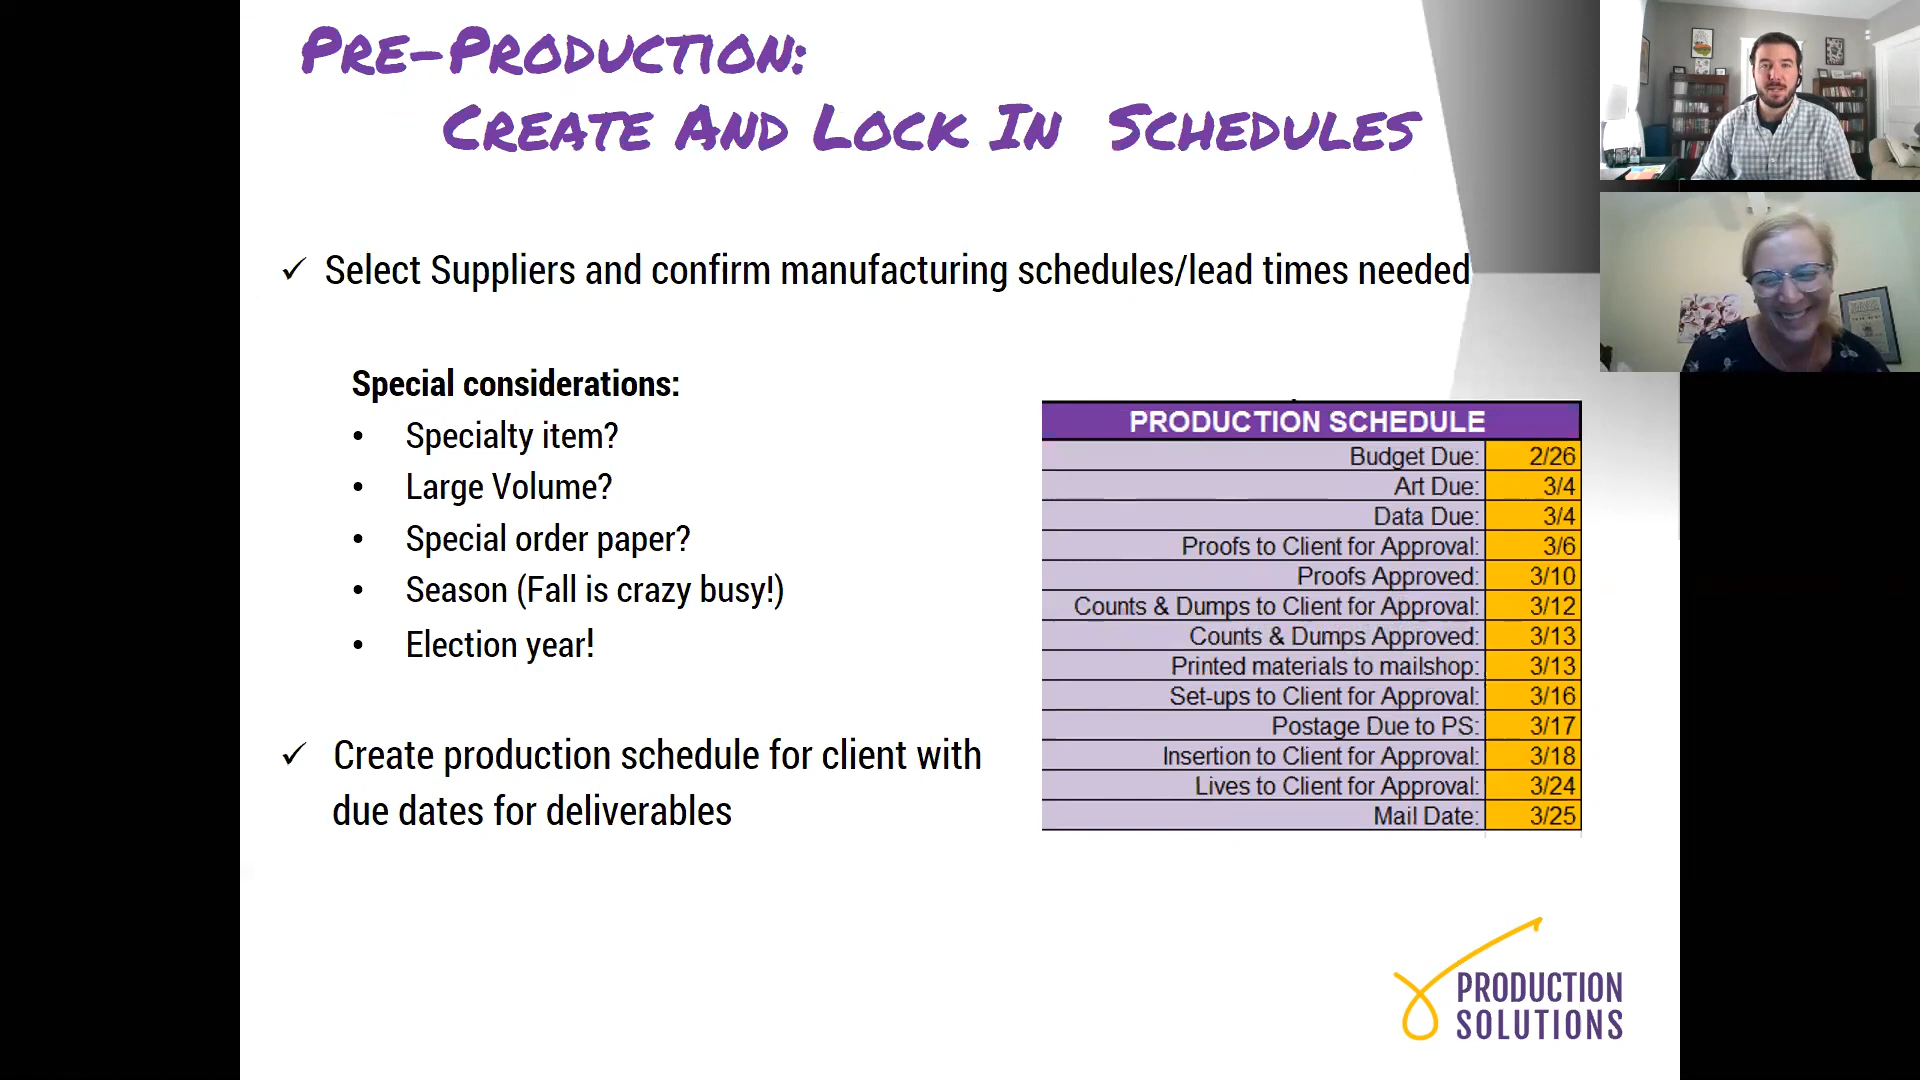 PRE-PRODUCTION:
CREATE AND LOCK IN SCHEDULES
✓ Select Suppliers and confirm manufacturing schedules/lead times needed
Special considerations:
• Specialty item?
• Large Volume?
• Special order paper?
• Season (Fall is crazy busy!)
• Election year!
✓ Create production schedule for client with
due dates for deliverables
PRODUCTION SCHEDULE
Budget Due: 2/26
Art Due: 3/4
Data Due: 3/4
Proofs to Client for Approval: 3/6
Proofs Approved: 3/10
Counts & Dumps to Client for Approval: 3/12
Counts & Dumps Approved: 3/13
Printed materials to mailshop: 3/13
Set-ups to Client for Approval: 3/16
Postage Due to PS: 3/17
Insertion to Client for Approval: 3/18
Lives to Client for Approval: 3/24
Mail Date: 3/25
PRODUCTION
SOLUTIONS